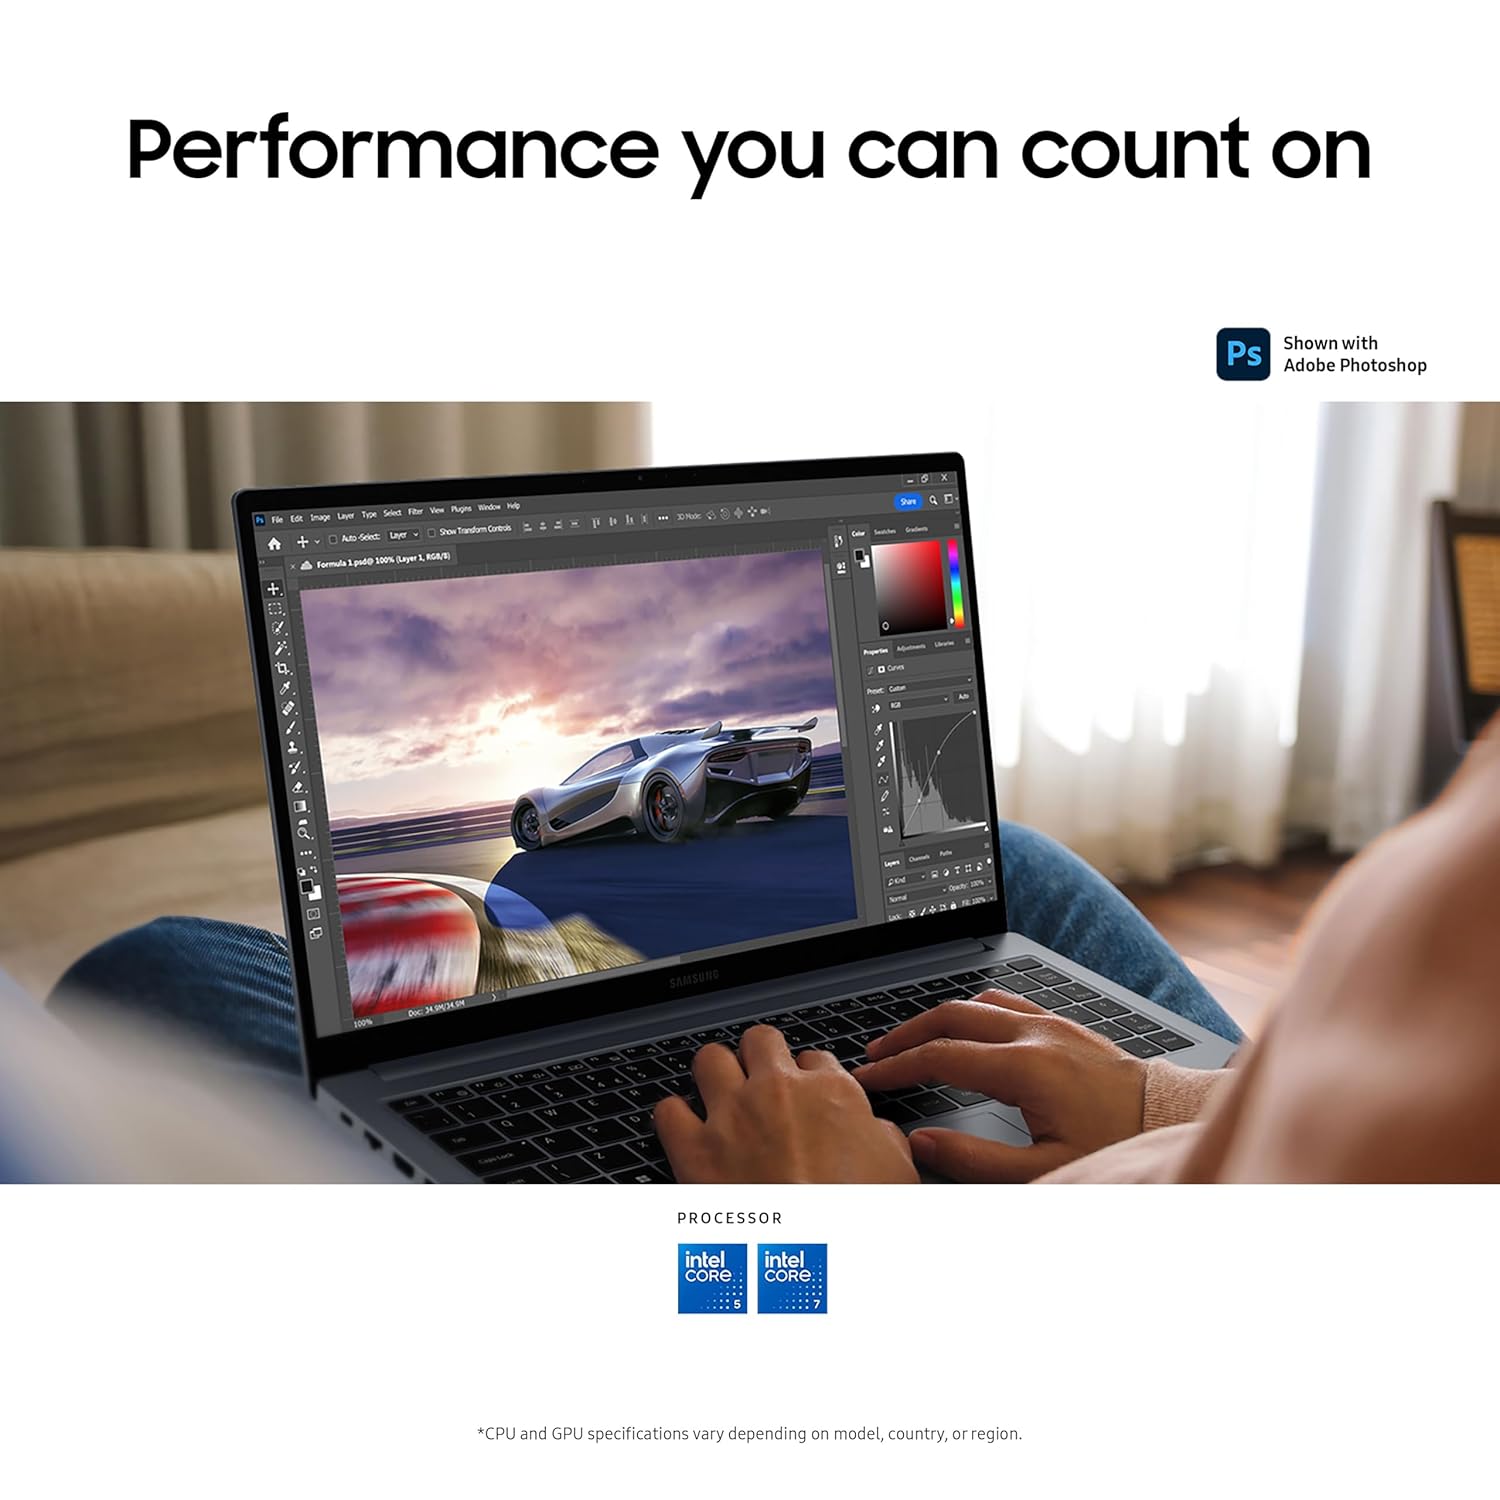 Performance you can count on
Ps
Shown with
Adobe Photoshop
Ps File Edit Image Layer Type Select Filter View Plugins Window Help
Auto-Select: Layer Show Transform Controls 3D Mode: Share
Formula 1.psd@ 100% (Layer 1, RGB/8)
Color Swatches Gradients
Properties Adjustments Libraries
Curves
Preset: Custom
RGB Auto
Layers Channels Paths
Kind
Normal Opacity: 100%
Lock: Fill: 100%
100% Doc: 34.9M/34.9M
SAMSUNG
Caps Lock
PROCESSOR
intel
CORE
5
intel
CORE
7
*CPU and GPU specifications vary depending on model, country, or region.